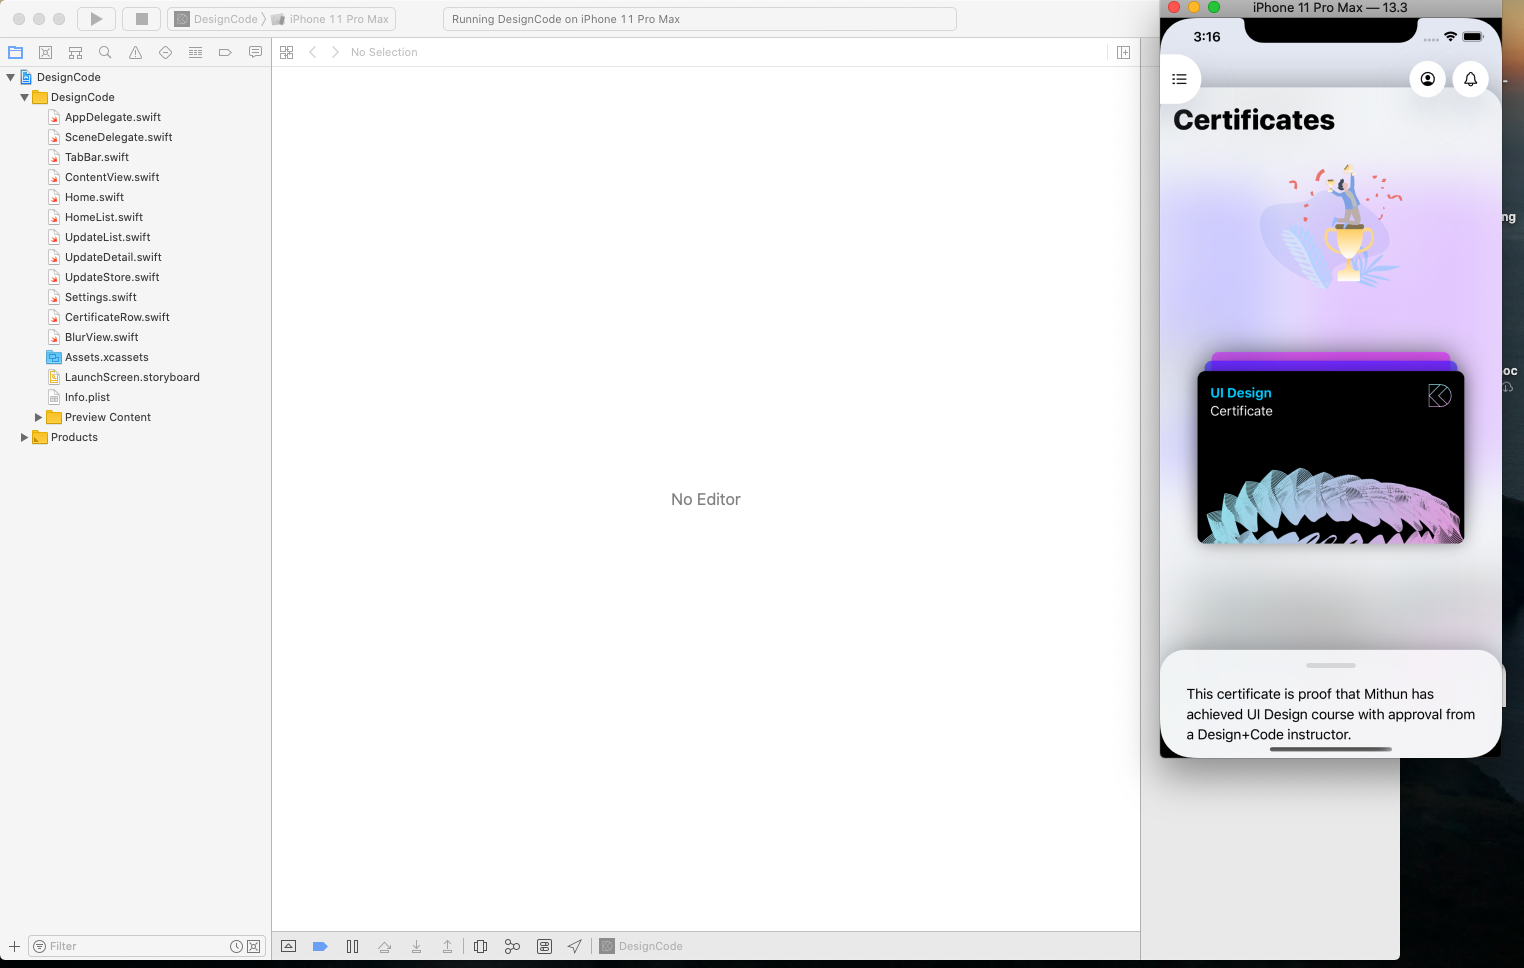 DesignCode
iPhone 11 Pro Max
Running DesignCode on iPhone 11 Pro Max
No Selection
DesignCode
DesignCode
AppDelegate.swift
SceneDelegate.swift
TabBar.swift
ContentView.swift
Home.swift
HomeList.swift
UpdateList.swift
UpdateDetail.swift
UpdateStore.swift
Settings.swift
CertificateRow.swift
BlurView.swift
Assets.xcassets
LaunchScreen.storyboard
Info.plist
Preview Content
Products
Filter
No Editor
DesignCode
iPhone 11 Pro Max — 13.3
3:16
Certificates
UI Design
Certificate
This certificate is proof that Mithun has
achieved UI Design course with approval from
a Design+Code instructor.
ng
oc